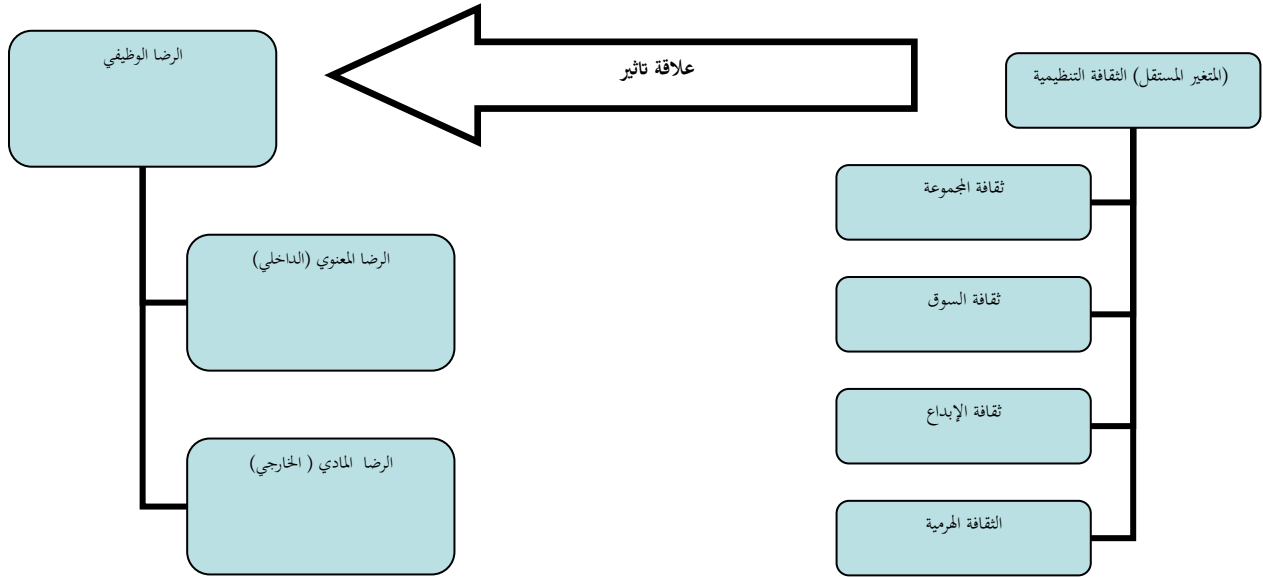 (المتغير المستقل) الثقافة التنظيمية
علاقة تاثير
الرضا الوظيفي
ثقافة المجموعة
ثقافة السوق
ثقافة الإبداع
الثقافة الهرمية
الرضا المعنوي (الداخلي)
الرضا المادي ( الخارجي)